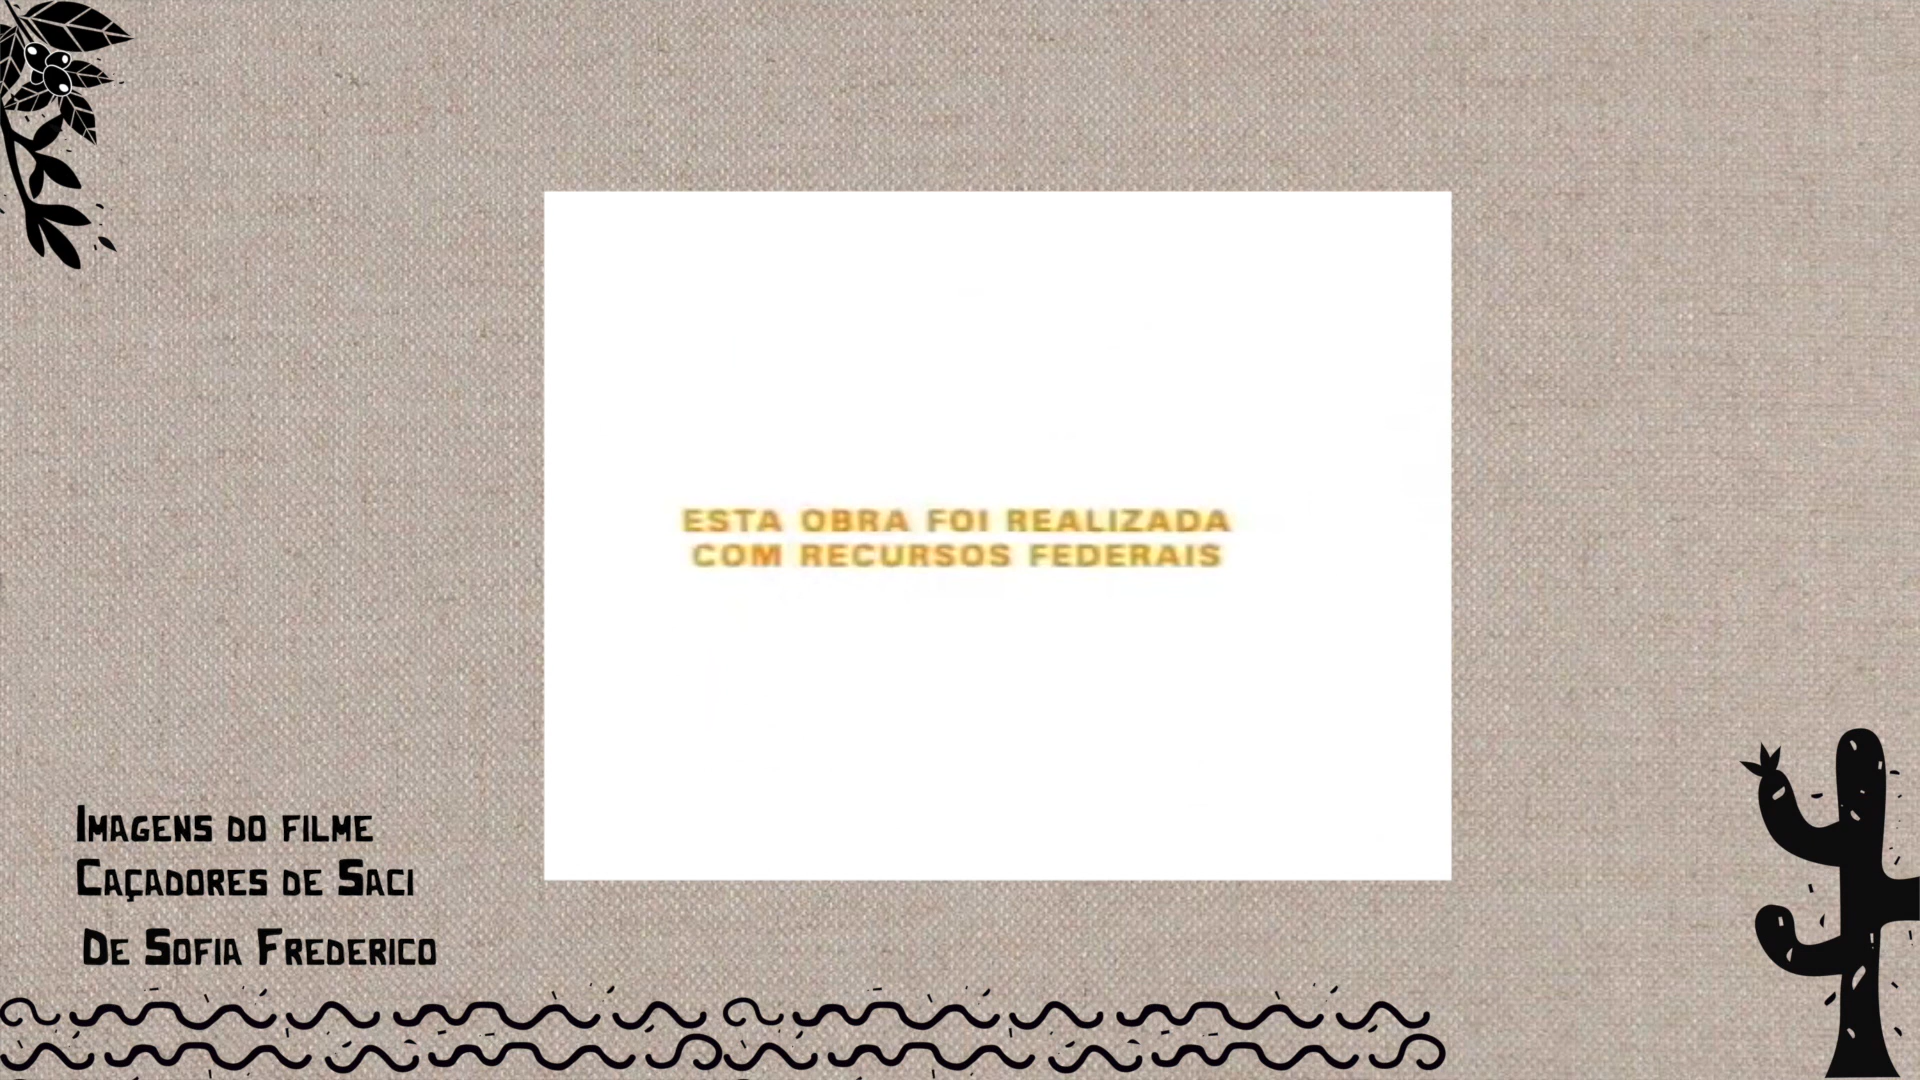 ESTA OBRA FOI REALIZADA
COM RECURSOS FEDERAIS
IMAGENS DO FILME
CAÇADORES DE SACI
DE SOFIA FREDERICO